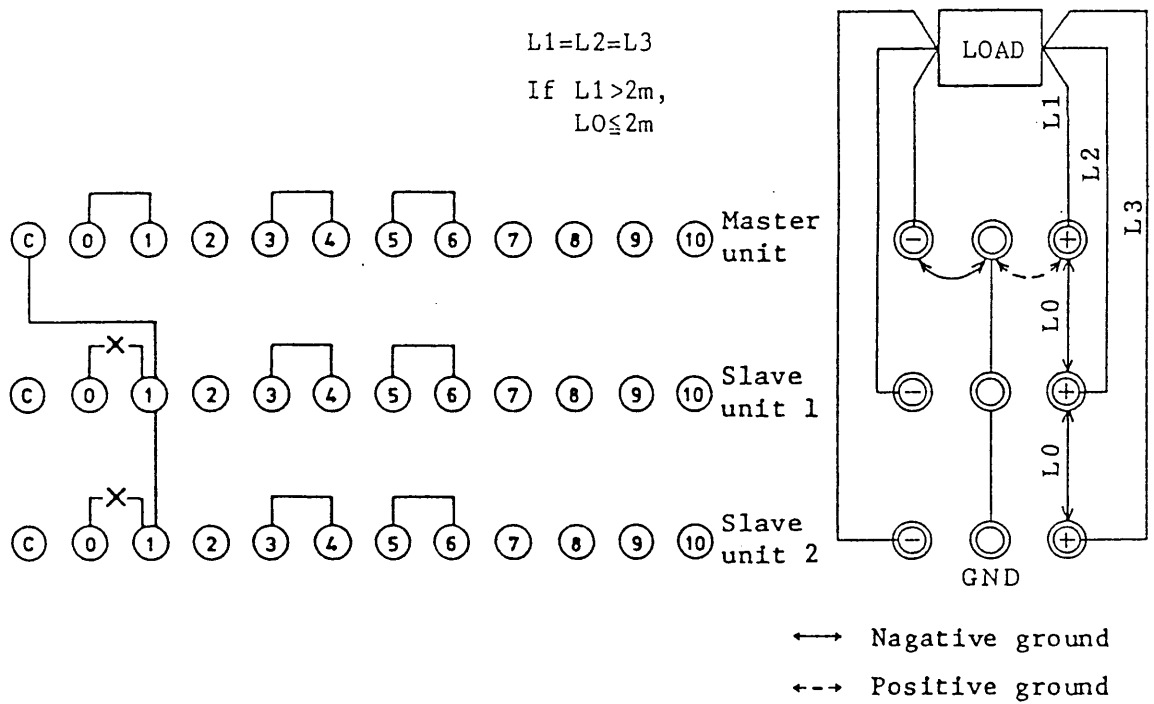 L1=L2=L3
If L1>2m,
L0≦2m
LOAD
L1
L2
L3
C 0 1 2 3 4 5 6 7 8 9 10 Master unit
- +
L0
C 0 1 2 3 4 5 6 7 8 9 10 Slave unit 1
- +
L0
C 0 1 2 3 4 5 6 7 8 9 10 Slave unit 2
- +
GND
Nagative ground
Positive ground